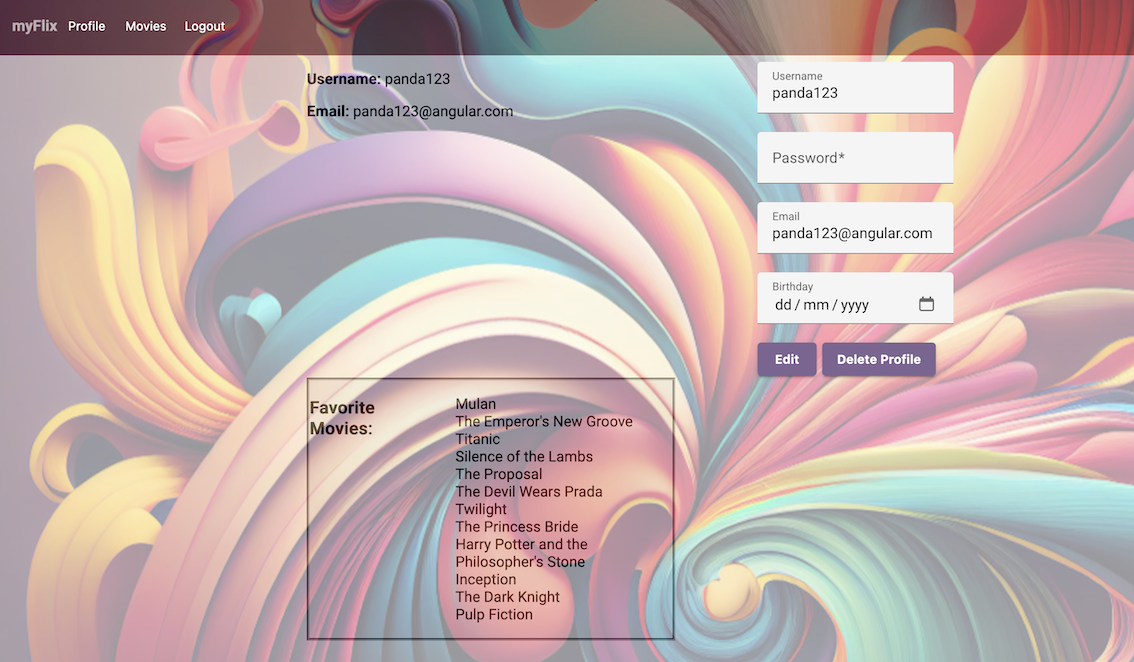 myFlix Profile Movies Logout
Username: panda123
Email: panda123@angular.com
Username
panda123
Password*
Email
panda123@angular.com
Birthday
dd / mm / yyyy
Edit Delete Profile
Favorite
Movies:
Mulan
The Emperor's New Groove
Titanic
Silence of the Lambs
The Proposal
The Devil Wears Prada
Twilight
The Princess Bride
Harry Potter and the
Philosopher's Stone
Inception
The Dark Knight
Pulp Fiction